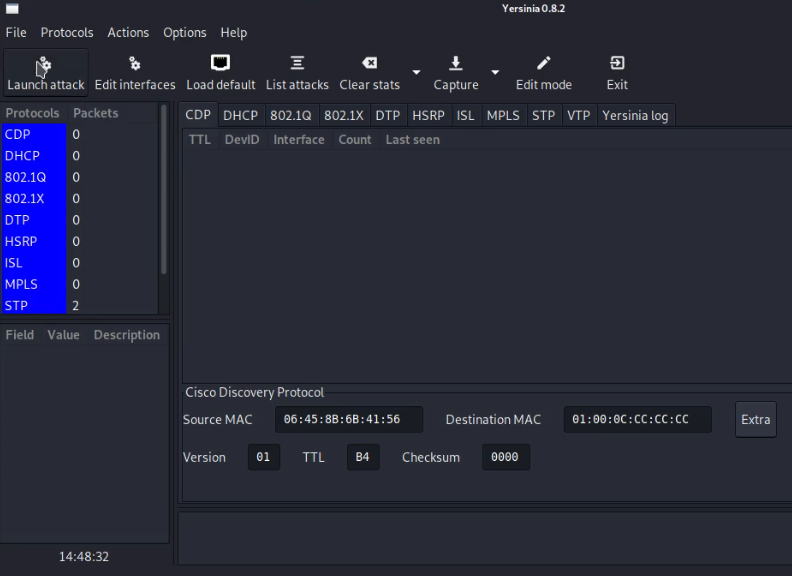 Yersinia 0.8.2
File Protocols Actions Options Help
Launch attack Edit interfaces Load default List attacks Clear stats Capture Edit mode Exit
Protocols Packets
CDP 0
DHCP 0
802.1Q 0
802.1X 0
DTP 0
HSRP 0
ISL 0
MPLS 0
STP 2
Field Value Description
14:48:32
CDP DHCP 802.1Q 802.1X DTP HSRP ISL MPLS STP VTP Yersinia log
TTL DevID Interface Count Last seen
Cisco Discovery Protocol
Source MAC 06:45:8B:6B:41:56 Destination MAC 01:00:0C:CC:CC:CC Extra
Version 01 TTL B4 Checksum 0000